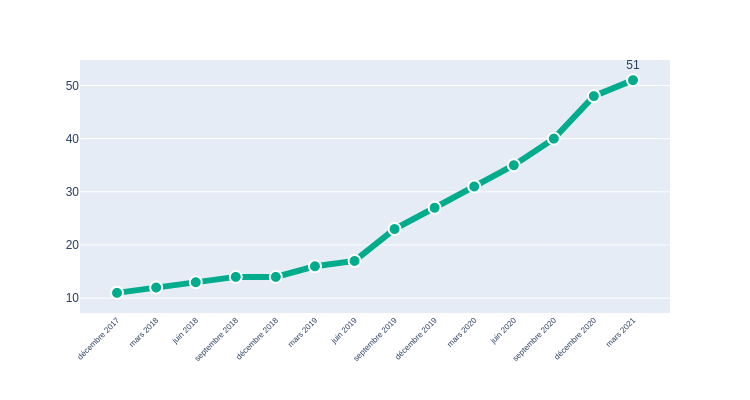 51
50
40
30
20
10
décembre 2017
mars 2018
juin 2018
septembre 2018
décembre 2018
mars 2019
juin 2019
septembre 2019
décembre 2019
mars 2020
juin 2020
septembre 2020
décembre 2020
mars 2021